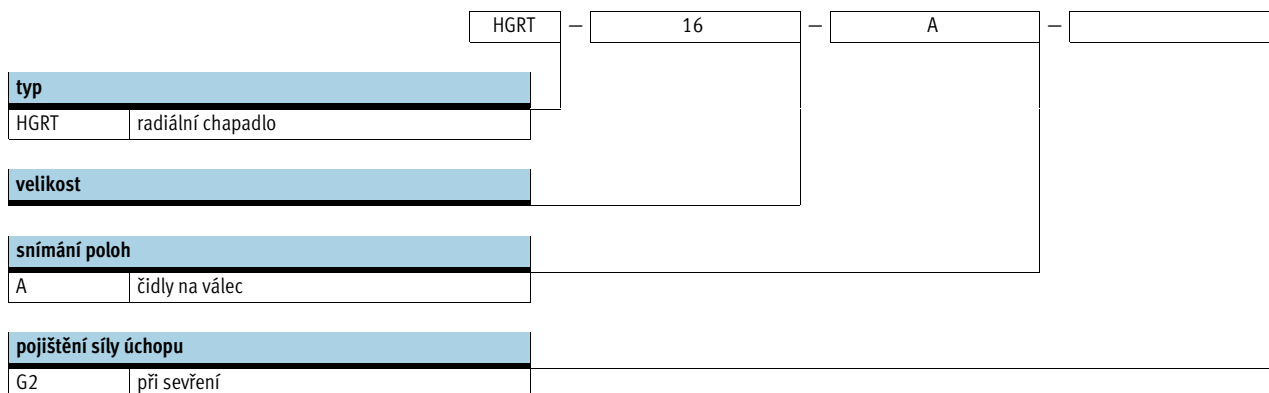 HGRT – 16 – A –
typ
HGRT radiální chapadlo
velikost
snímání poloh
A čidly na válec
pojištění síly úchopu
G2 při sevření